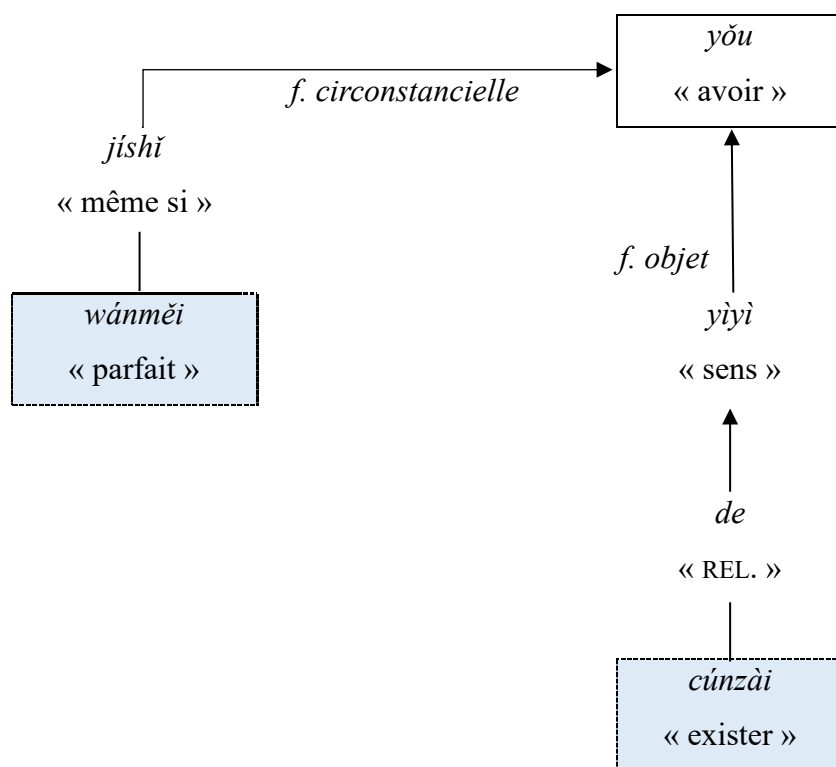 yǒu
« avoir »
f. circonstancielle
jíshǐ
« même si »
wánměi
« parfait »
f. objet
yìyì
« sens »
de
« REL. »
cúnzài
« exister »